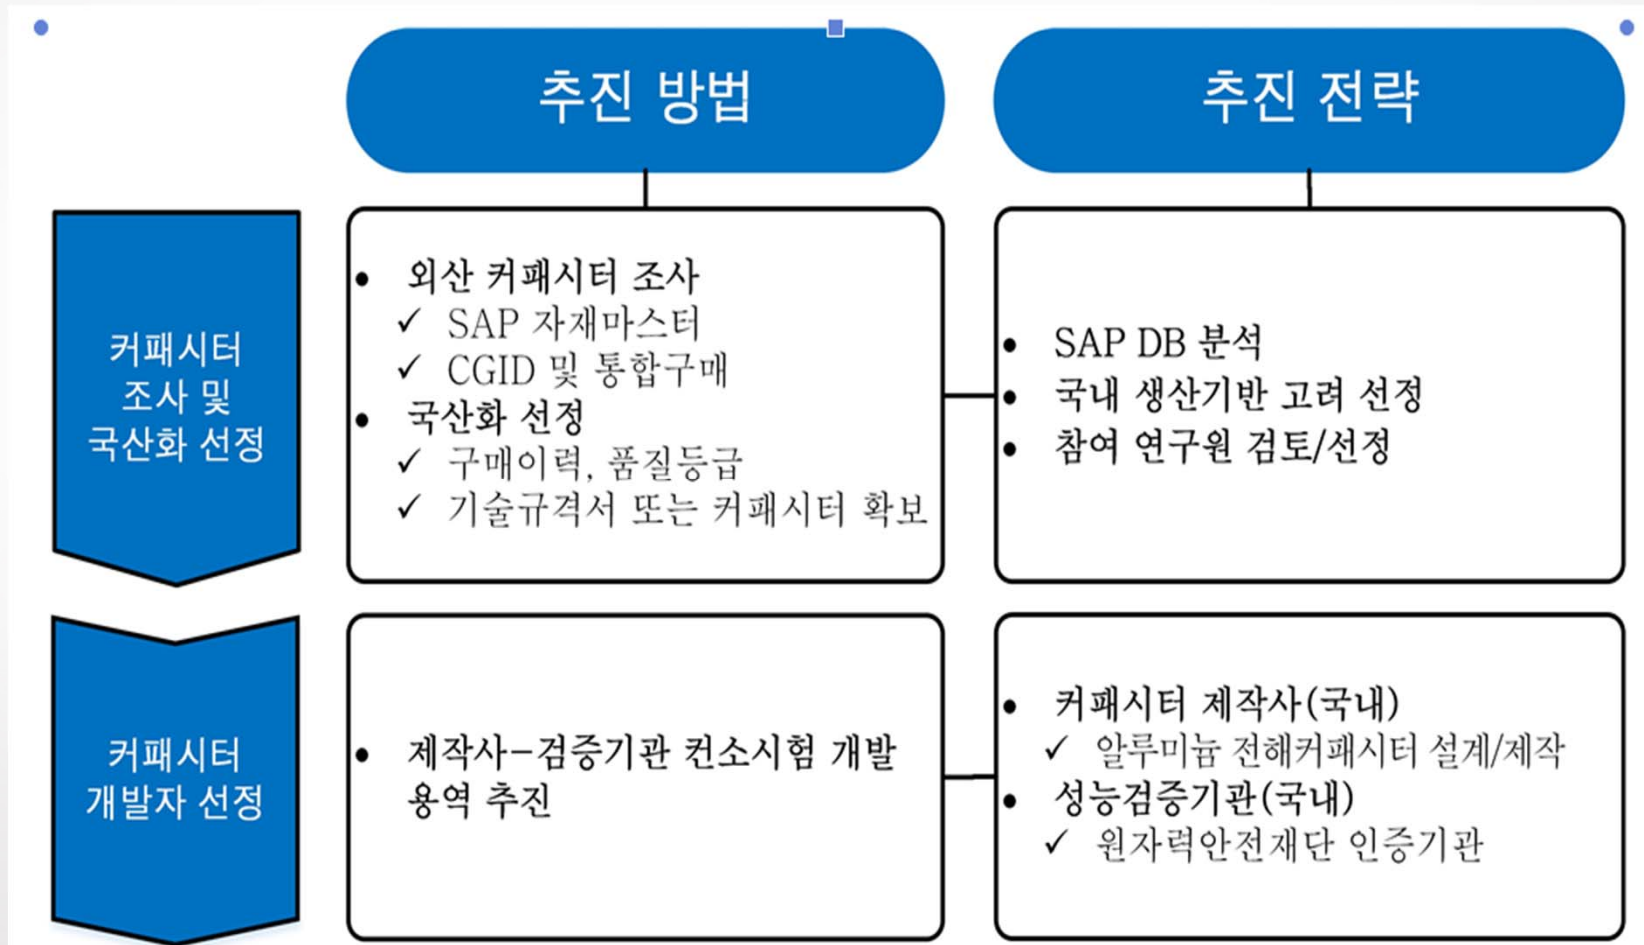 추진 방법
추진 전략
커패시터
조사 및
국산화 선정
• 외산 커패시터 조사
✓ SAP 자재마스터
✓ CGID 및 통합구매
• 국산화 선정
✓ 구매이력, 품질등급
✓ 기술규격서 또는 커패시터 확보
• SAP DB 분석
• 국내 생산기반 고려 선정
• 참여 연구원 검토/선정
커패시터
개발자 선정
• 제작사-검증기관 컨소시험 개발
용역 추진
• 커패시터 제작사(국내)
✓ 알루미늄 전해커패시터 설계/제작
• 성능검증기관(국내)
✓ 원자력안전재단 인증기관